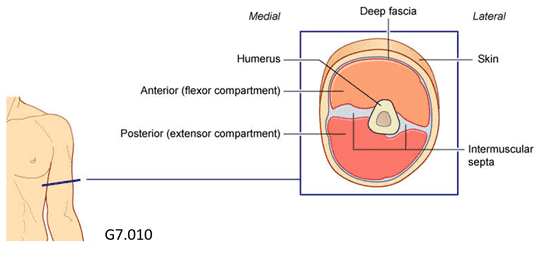 Medial
Deep fascia
Lateral
Humerus
Skin
Anterior (flexor compartment)
Posterior (extensor compartment)
Intermuscular
septa
G7.010